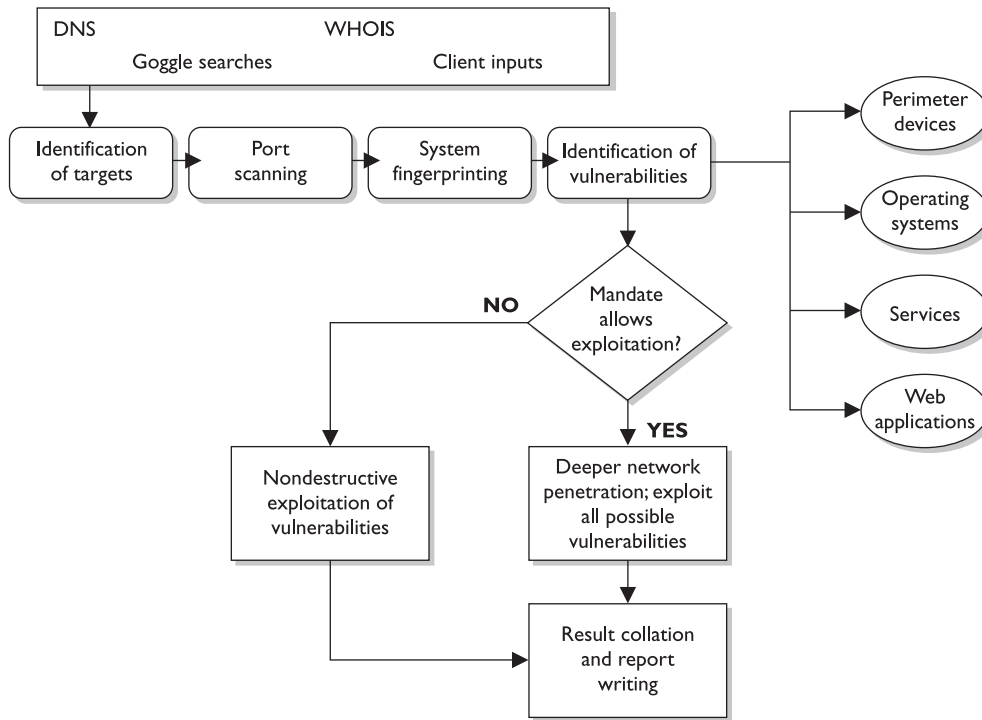 DNS WHOIS
Goggle searches Client inputs
Identification
of targets
Port
scanning
System
fingerprinting
Identification of
vulnerabilities
Perimeter
devices
Operating
systems
Services
Web
applications
Mandate
allows
exploitation?
NO
YES
Nondestructive
exploitation of
vulnerabilities
Deeper network
penetration; exploit
all possible
vulnerabilities
Result collation
and report
writing